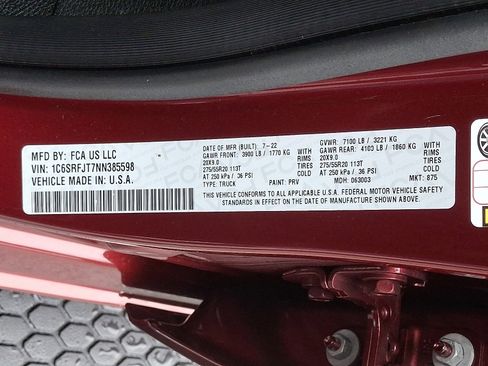 MFD BY: FCA US LLC
VIN: 1C6SRFJT7NN385598
VEHICLE MADE IN: U.S.A.
DATE OF MFR (BUILT): 7-22
GAWR FRONT: 3900 LB / 1770 KG WITH
20X9.0 RIMS
275/55R20 113T TIRES
AT 250 kPa / 36 PSI COLD
TYPE: TRUCK PAINT: PRV
GVWR: 7100 LB / 3221 KG
GAWR REAR: 4100 LB / 1860 KG WITH
20X9.0 RIMS
275/55R20 113T TIRES
AT 250 kPa / 36 PSI COLD
MDH: 063003 MKT: 875
THIS VEHICLE CONFORMS TO ALL APPLICABLE U.S.A. FEDERAL MOTOR VEHICLE SAFETY
STANDARDS IN EFFECT ON THE DATE OF MANUFACTURE SHOWN ABOVE.